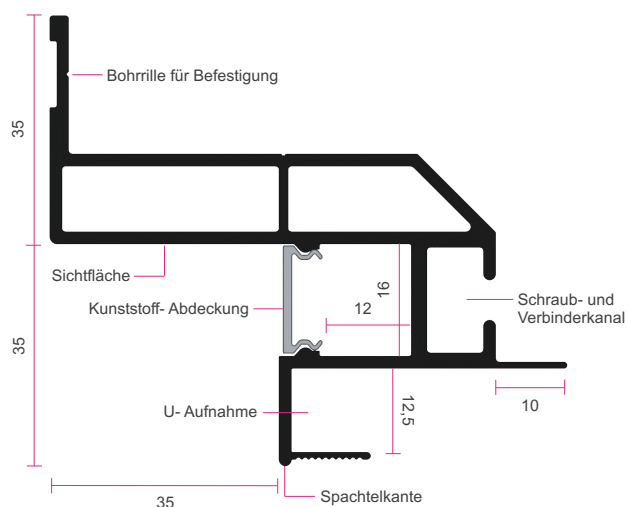 Bohrrille für Befestigung
35
Sichtfläche
Kunststoff- Abdeckung
16
12
Schraub- und
Verbinderkanal
35
10
12,5
U- Aufnahme
35
Spachtelkante